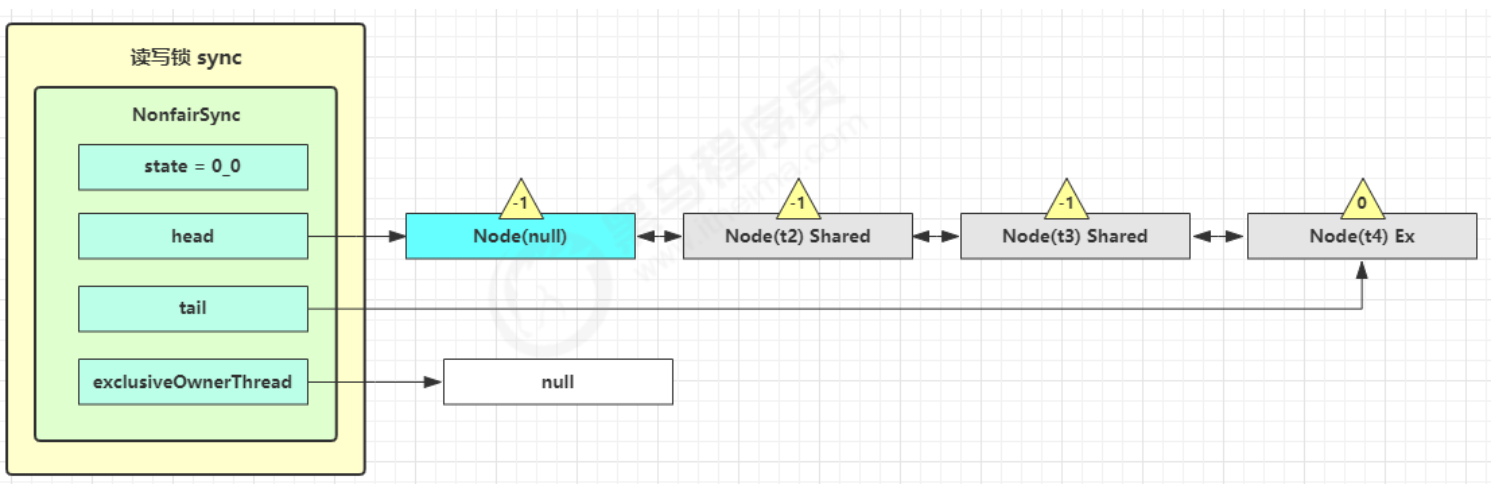 读写锁 sync
NonfairSync
state = 0_0
head
tail
exclusiveOwnerThread
-1
Node(null)
-1
Node(t2) Shared
-1
Node(t3) Shared
0
Node(t4) Ex
null
黑马程序员
www.itheima.com